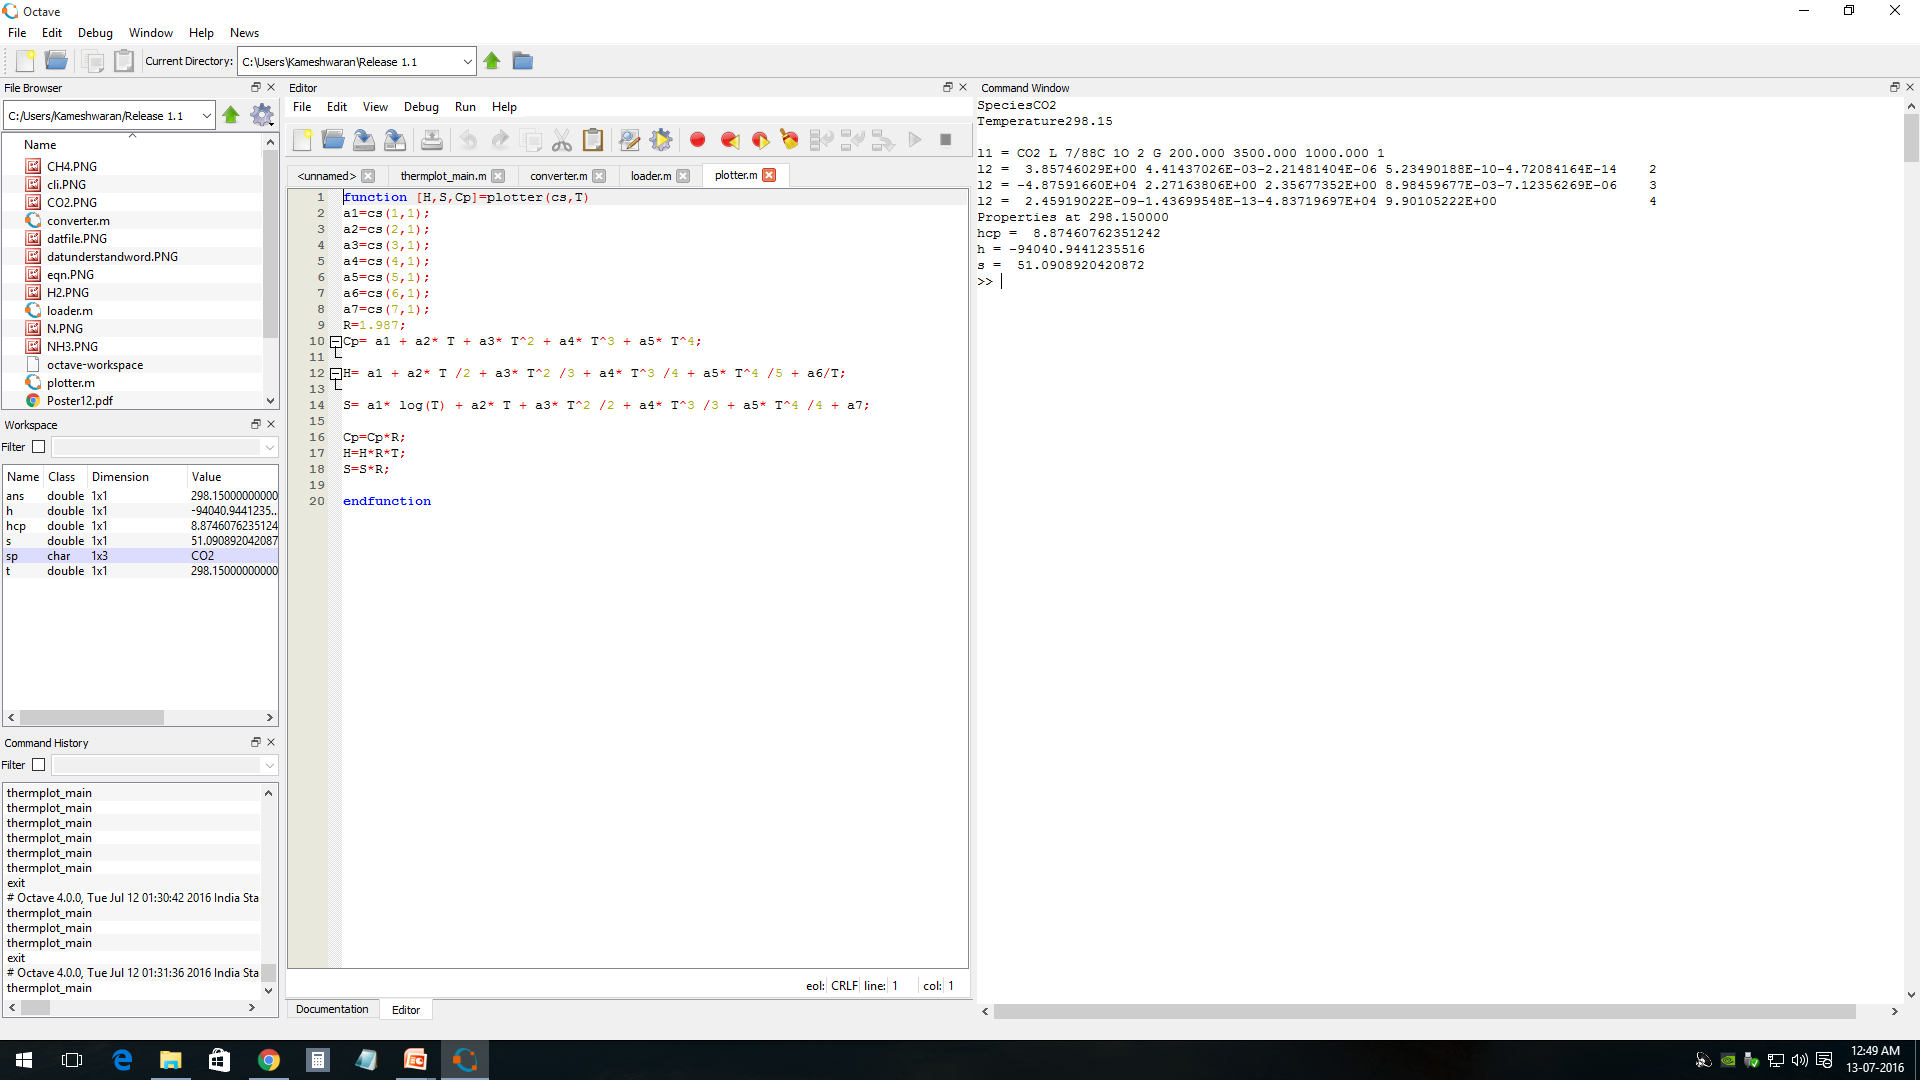 Octave
File Edit Debug Window Help News
Current Directory: C:\Users\Kameshwaran\Release 1.1
File Browser
C:/Users/Kameshwaran/Release 1.1
Name
CH4.PNG
cli.PNG
CO2.PNG
converter.m
datfile.PNG
datunderstandword.PNG
eqn.PNG
H2.PNG
loader.m
N.PNG
NH3.PNG
octave-workspace
plotter.m
Poster12.pdf
Workspace
Filter
Name Class Dimension Value
ans double 1x1 298.15000000000
h double 1x1 -94040.9441235...
hcp double 1x1 8.8746076235124
s double 1x1 51.090892042087
sp char 1x3 CO2
t double 1x1 298.15000000000
Command History
Filter
thermplot_main
thermplot_main
thermplot_main
thermplot_main
thermplot_main
thermplot_main
exit
# Octave 4.0.0, Tue Jul 12 01:30:42 2016 India Sta
thermplot_main
thermplot_main
thermplot_main
exit
# Octave 4.0.0, Tue Jul 12 01:31:36 2016 India Sta
thermplot_main
Editor
File Edit View Debug Run Help
<unnamed> thermplot_main.m converter.m loader.m plotter.m
1 function [H,S,Cp]=plotter(cs,T)
2 a1=cs(1,1);
3 a2=cs(2,1);
4 a3=cs(3,1);
5 a4=cs(4,1);
6 a5=cs(5,1);
7 a6=cs(6,1);
8 a7=cs(7,1);
9 R=1.987;
10 Cp= a1 + a2* T + a3* T^2 + a4* T^3 + a5* T^4;
11
12 H= a1 + a2* T /2 + a3* T^2 /3 + a4* T^3 /4 + a5* T^4 /5 + a6/T;
13
14 S= a1* log(T) + a2* T + a3* T^2 /2 + a4* T^3 /3 + a5* T^4 /4 + a7;
15
16 Cp=Cp*R;
17 H=H*R*T;
18 S=S*R;
19
20 endfunction
eol: CRLF line: 1 col: 1
Documentation Editor
Command Window
SpeciesCO2
Temperature298.15
l1 = CO2 L 7/88C 1O 2 G 200.000 3500.000 1000.000 1
l2 = 3.85746029E+00 4.41437026E-03-2.21481404E-06 5.23490188E-10-4.72084164E-14 2
l2 = -4.87591660E+04 2.27163806E+00 2.35677352E+00 8.98459677E-03-7.12356269E-06 3
l2 = 2.45919022E-09-1.43699548E-13-4.83719697E+04 9.90105222E+00 4
Properties at 298.150000
hcp = 8.87460762351242
h = -94040.9441235516
s = 51.0908920420872
>>
12:49 AM
13-07-2016